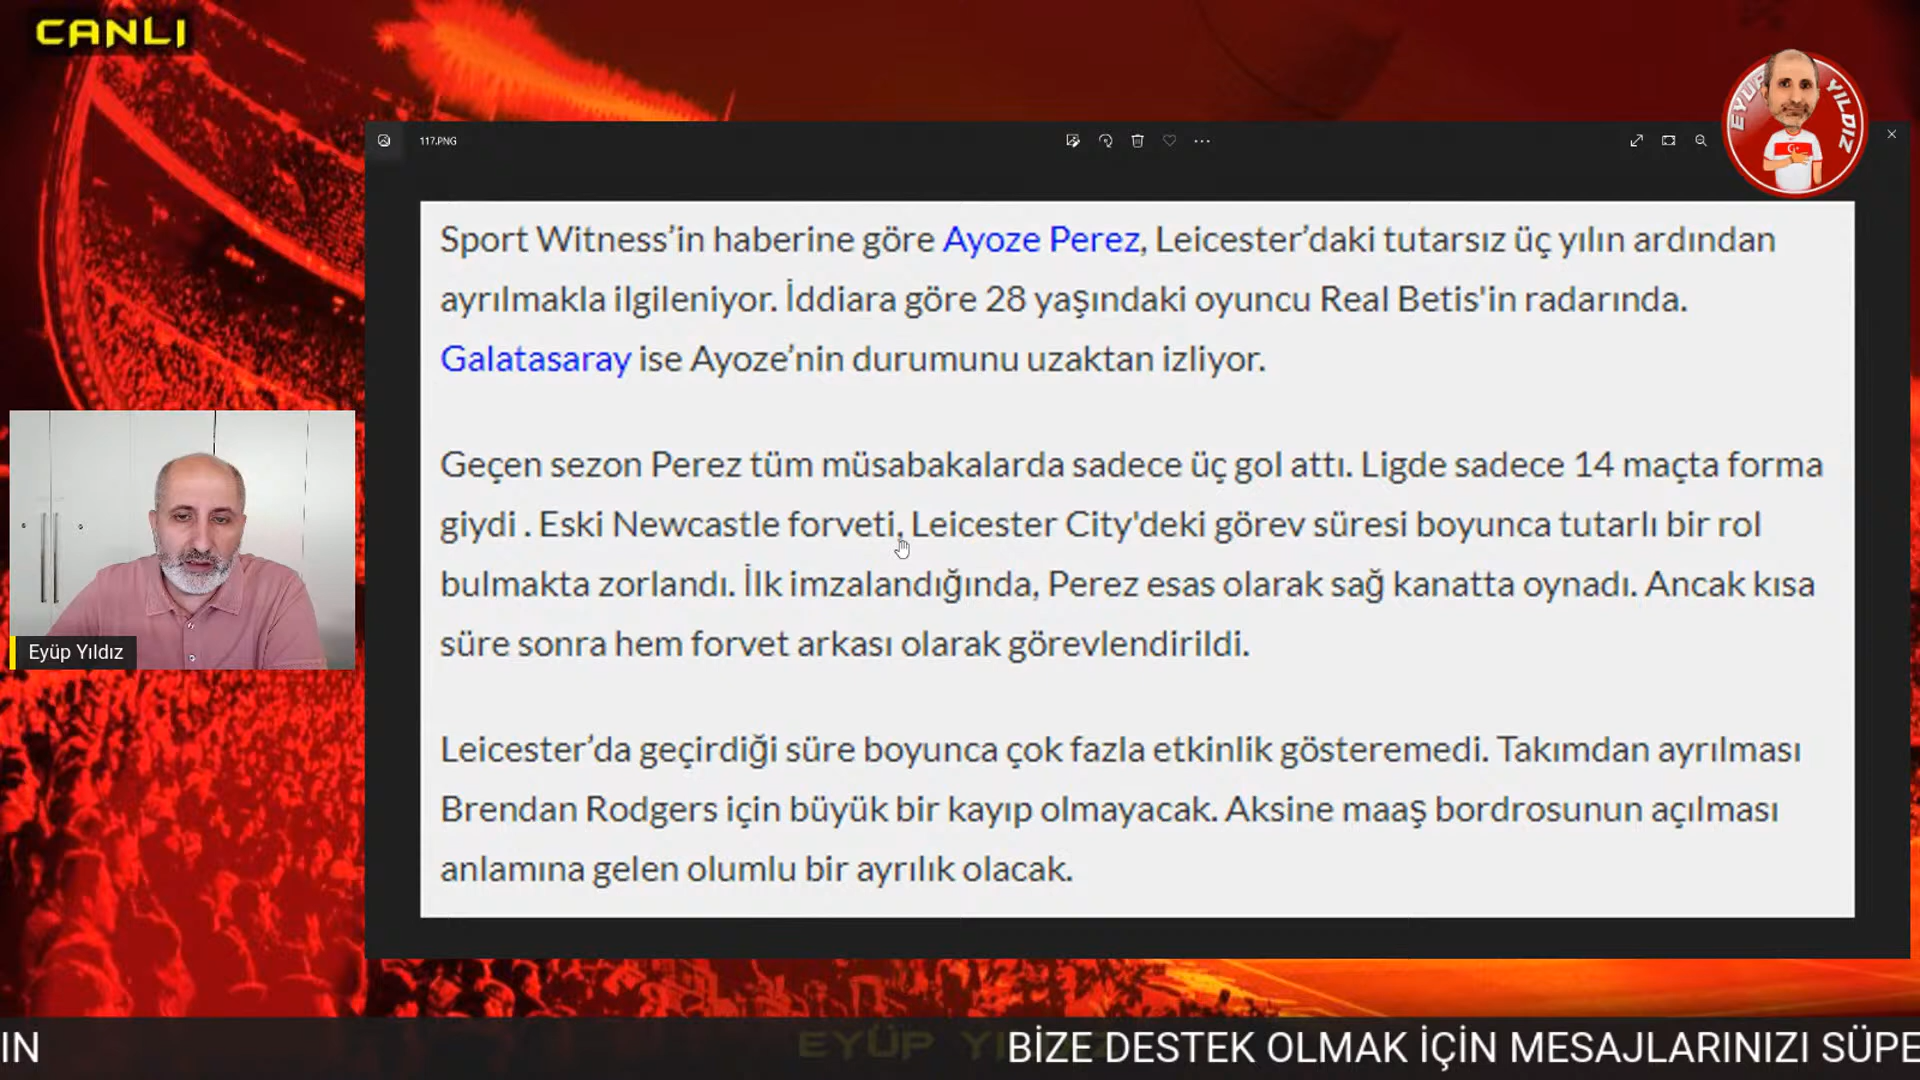 CANLI
EYÜP YILDIZ
117.PNG
Sport Witness’in haberine göre Ayoze Perez, Leicester’daki tutarsız üç yılın ardından
ayrılmakla ilgileniyor. İddiara göre 28 yaşındaki oyuncu Real Betis'in radarında.
Galatasaray ise Ayoze’nin durumunu uzaktan izliyor.
Geçen sezon Perez tüm müsabakalarda sadece üç gol attı. Ligde sadece 14 maçta forma
giydi . Eski Newcastle forveti, Leicester City'deki görev süresi boyunca tutarlı bir rol
bulmakta zorlandı. İlk imzalandığında, Perez esas olarak sağ kanatta oynadı. Ancak kısa
süre sonra hem forvet arkası olarak görevlendirildi.
Leicester’da geçirdiği süre boyunca çok fazla etkinlik gösteremedi. Takımdan ayrılması
Brendan Rodgers için büyük bir kayıp olmayacak. Aksine maaş bordrosunun açılması
anlamına gelen olumlu bir ayrılık olacak.
Eyüp Yıldız
IN
BİZE DESTEK OLMAK İÇİN MESAJLARINIZI SÜPE